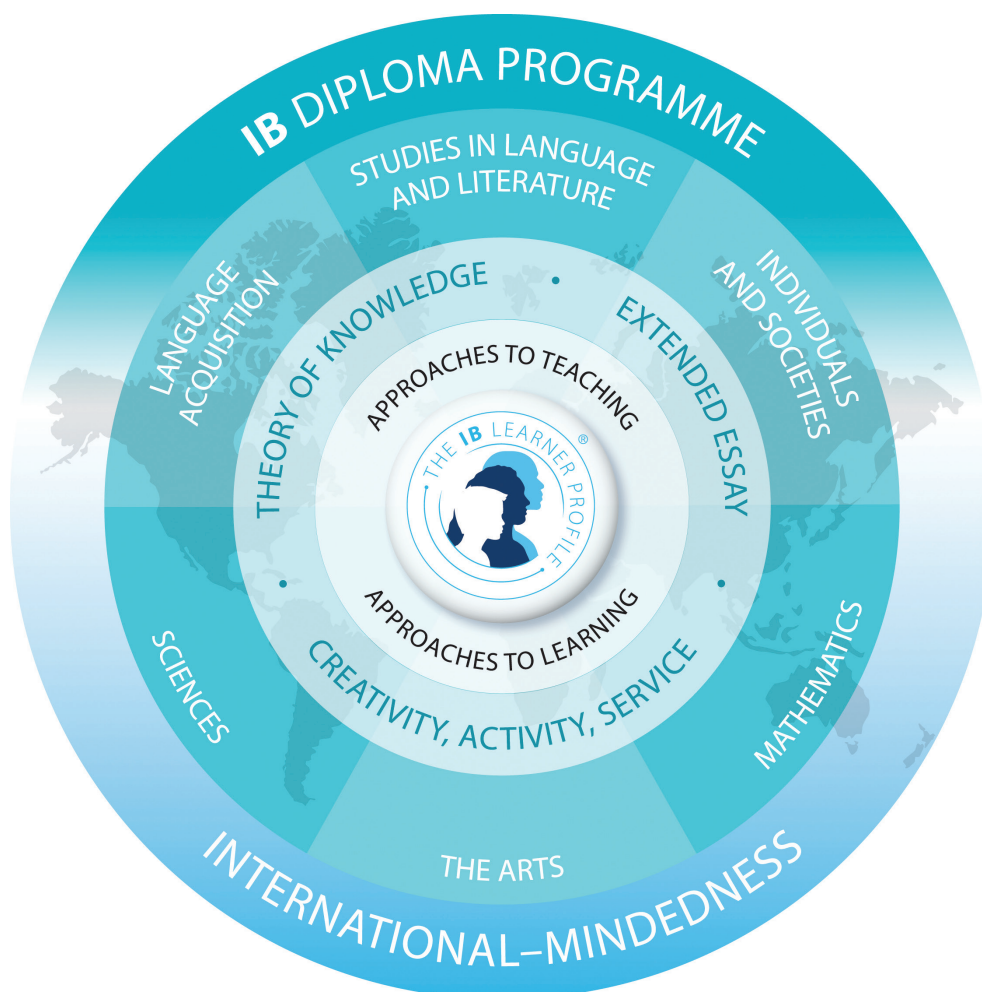 IB DIPLOMA PROGRAMME
STUDIES IN LANGUAGE
AND LITERATURE
LANGUAGE
ACQUISITION
INDIVIDUALS
AND SOCIETIES
THEORY OF KNOWLEDGE
•
EXTENDED ESSAY
•
APPROACHES TO TEACHING
THE IB LEARNER PROFILE ®
APPROACHES TO LEARNING
•
CREATIVITY, ACTIVITY, SERVICE
SCIENCES
MATHEMATICS
THE ARTS
INTERNATIONAL–MINDEDNESS